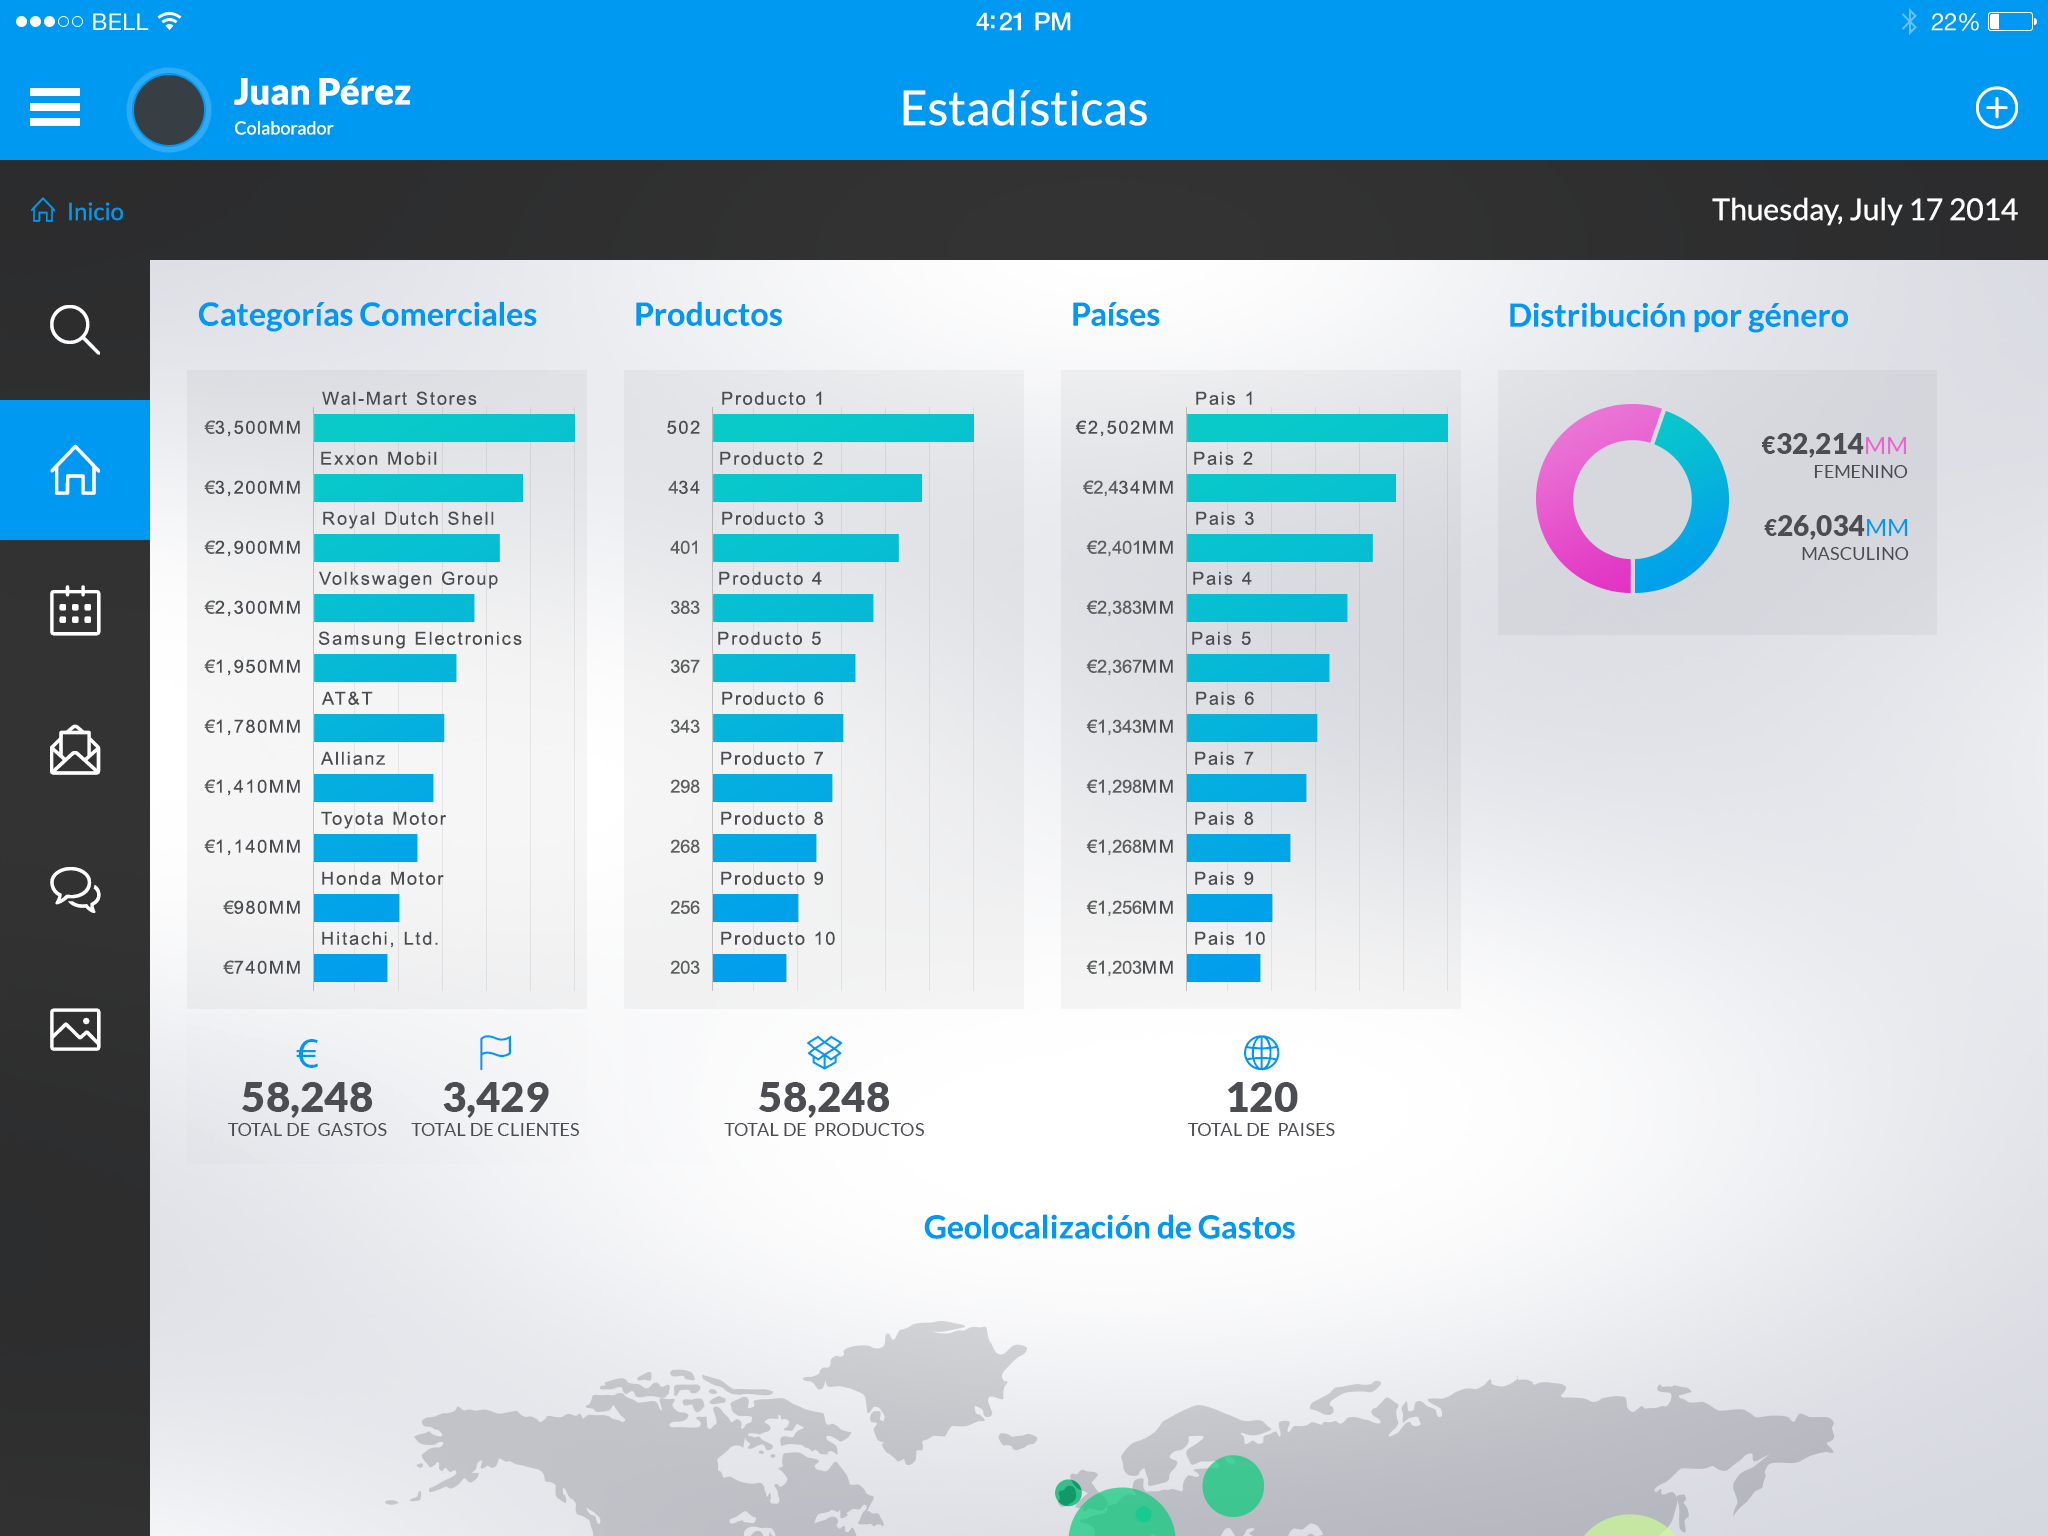 BELL
4:21 PM
22%
Juan Pérez
Colaborador
Estadísticas
Inicio
Thuesday, July 17 2014
Categorías Comerciales
Wal-Mart Stores
€3,500MM
Exxon Mobil
€3,200MM
Royal Dutch Shell
€2,900MM
Volkswagen Group
€2,300MM
Samsung Electronics
€1,950MM
AT&T
€1,780MM
Allianz
€1,410MM
Toyota Motor
€1,140MM
Honda Motor
€980MM
Hitachi, Ltd.
€740MM
€
58,248
TOTAL DE GASTOS
3,429
TOTAL DE CLIENTES
Productos
Producto 1
502
Producto 2
434
Producto 3
401
Producto 4
383
Producto 5
367
Producto 6
343
Producto 7
298
Producto 8
268
Producto 9
256
Producto 10
203
58,248
TOTAL DE PRODUCTOS
Países
Pais 1
€2,502MM
Pais 2
€2,434MM
Pais 3
€2,401MM
Pais 4
€2,383MM
Pais 5
€2,367MM
Pais 6
€1,343MM
Pais 7
€1,298MM
Pais 8
€1,268MM
Pais 9
€1,256MM
Pais 10
€1,203MM
120
TOTAL DE PAISES
Distribución por género
€32,214MM
FEMENINO
€26,034MM
MASCULINO
Geolocalización de Gastos